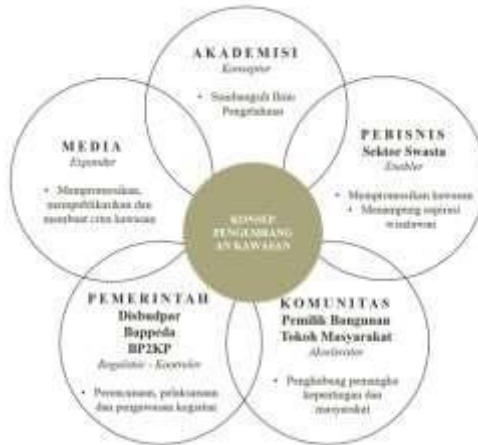 AKADEMISI
Konseptor
• Sumbangsih Ilmu
Pengetahuan
MEDIA
Expander
• Mempromosikan,
mempublikasikan dan
membuat citra kawasan
PEBISNIS
Sektor Swasta
Enabler
• Mempromosikan kawasan
• Menampung aspirasi
wisatawan
KONSEP
PENGEMBANG
AN KAWASAN
PEMERINTAH
Disbudpar
Bappeda
BP2KP
Regulator - Kontroler
• Perencanaan, pelaksanaan
dan pengawasan kegiatan
KOMUNITAS
Pemilik Bangunan
Tokoh Masyarakat
Akselerator
• Penghubung pemangku
kepentingan dan
masyarakat